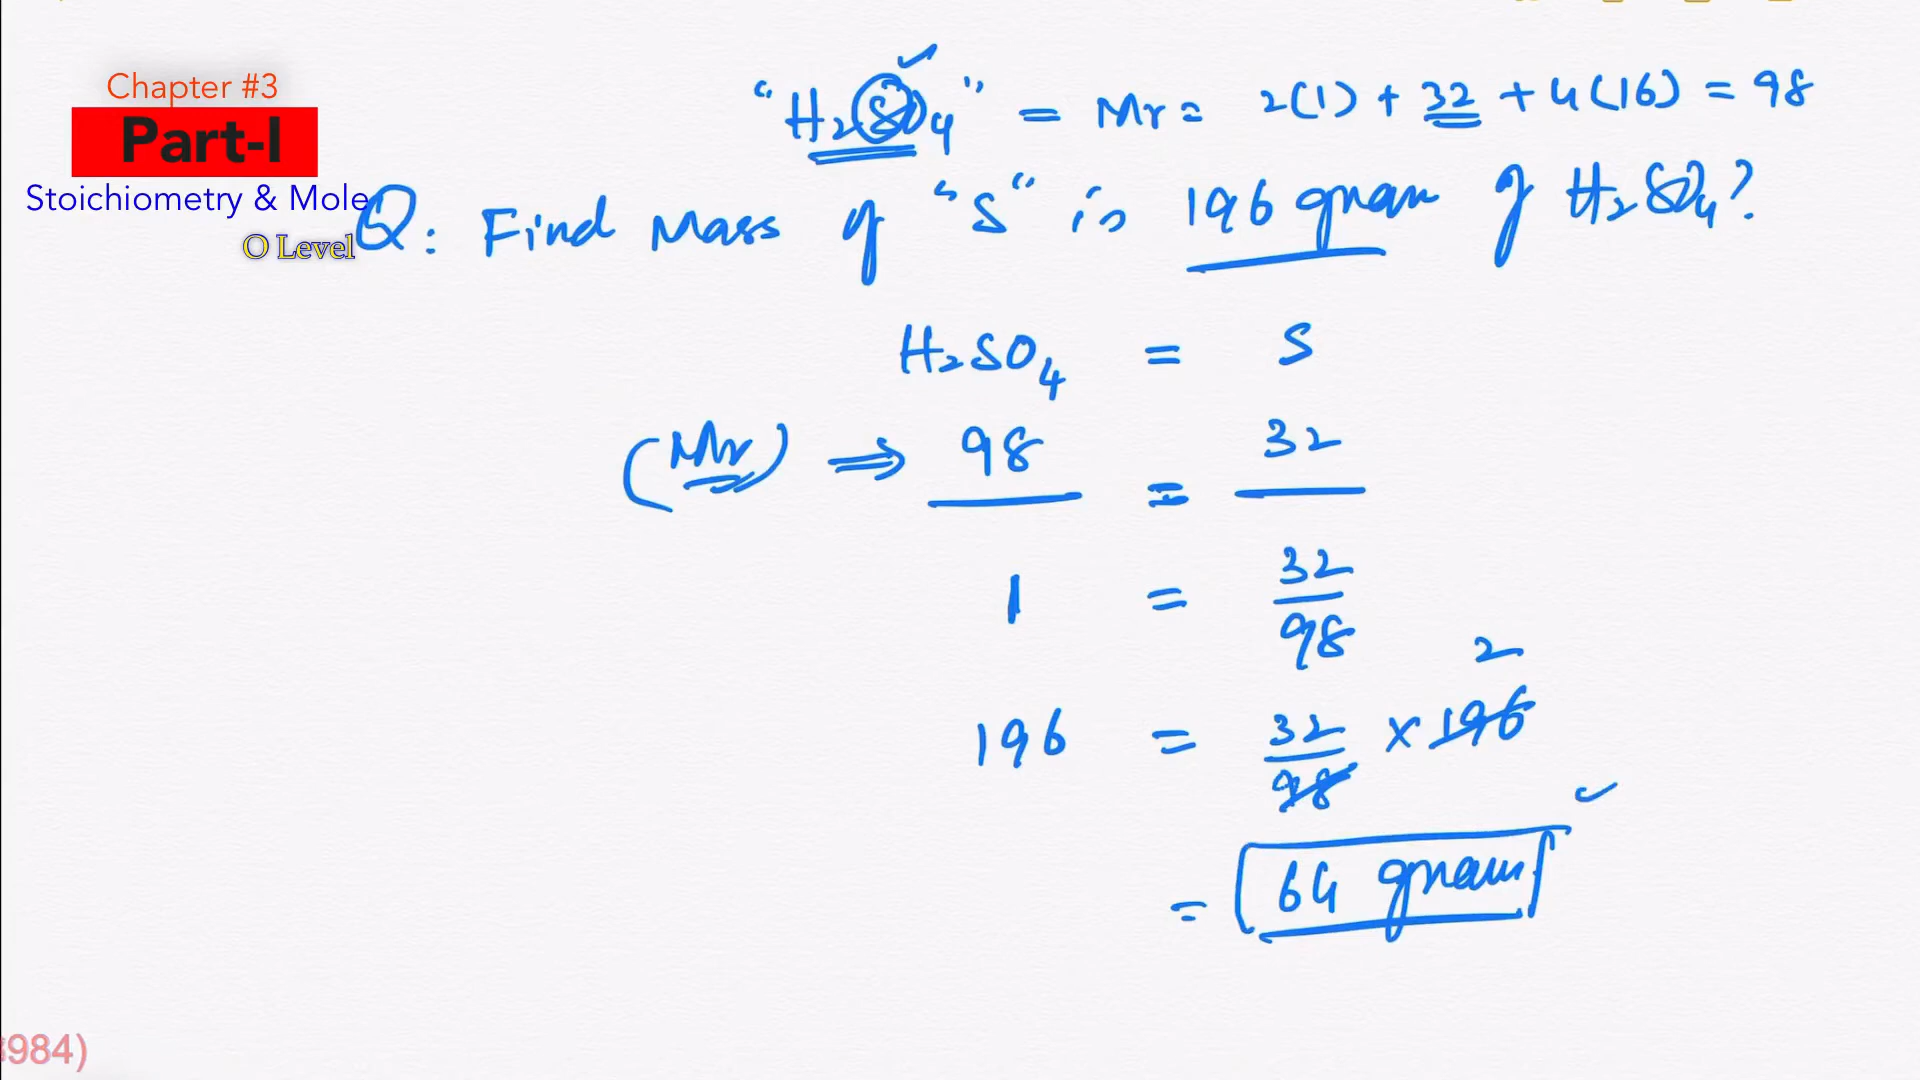 Chapter #3
Part-I
Stoichiometry & Mole
O Level
"H₂SO₄" = Mr = 2(1) + 32 + 4(16) = 98
Q: Find Mass of "S" in 196 gram of H₂SO₄?
H₂SO₄ = S
(Mr) ⇒ 98 = 32
1 = 32/98
2
196 = 32/98 × 196
= 64 gram
984)